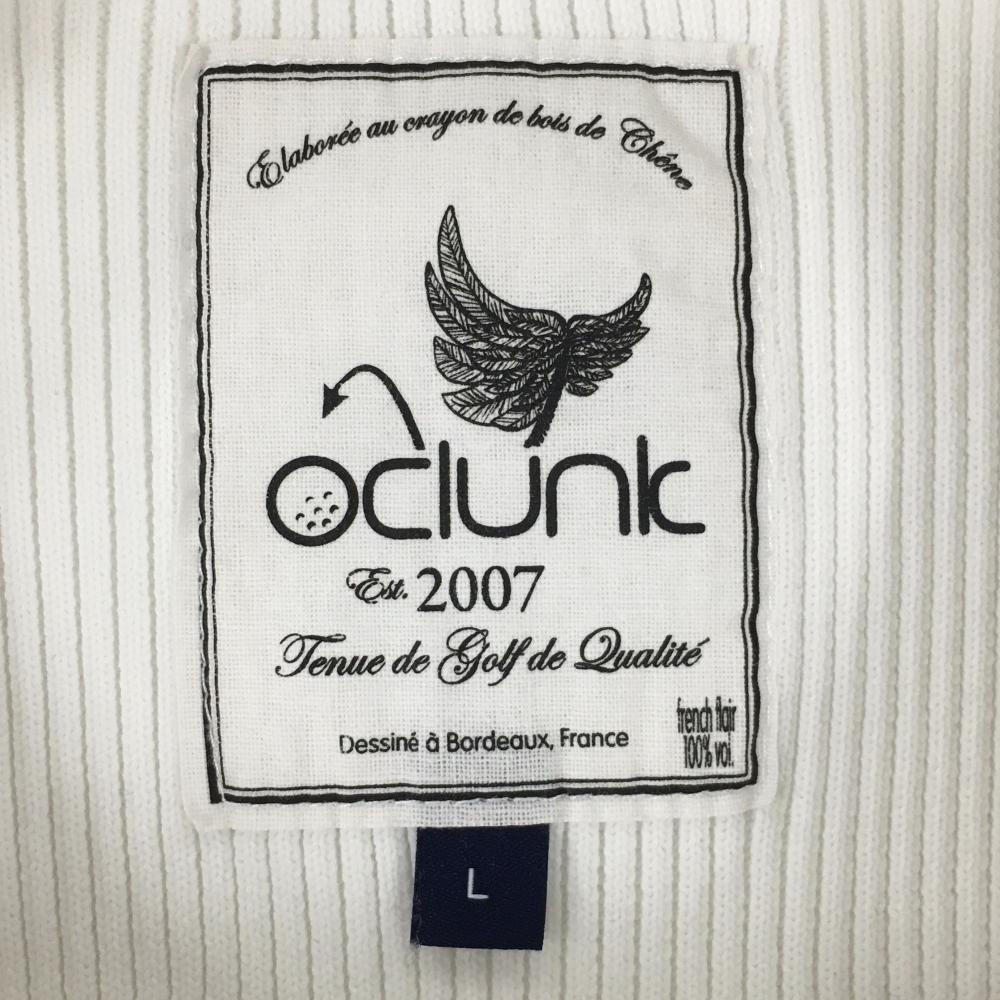 Elaborée au crayon de bois de Chêne
oclunk
Est. 2007
Tenue de Golf de Qualité
Dessiné à Bordeaux, France
french flair
100% vol.
L